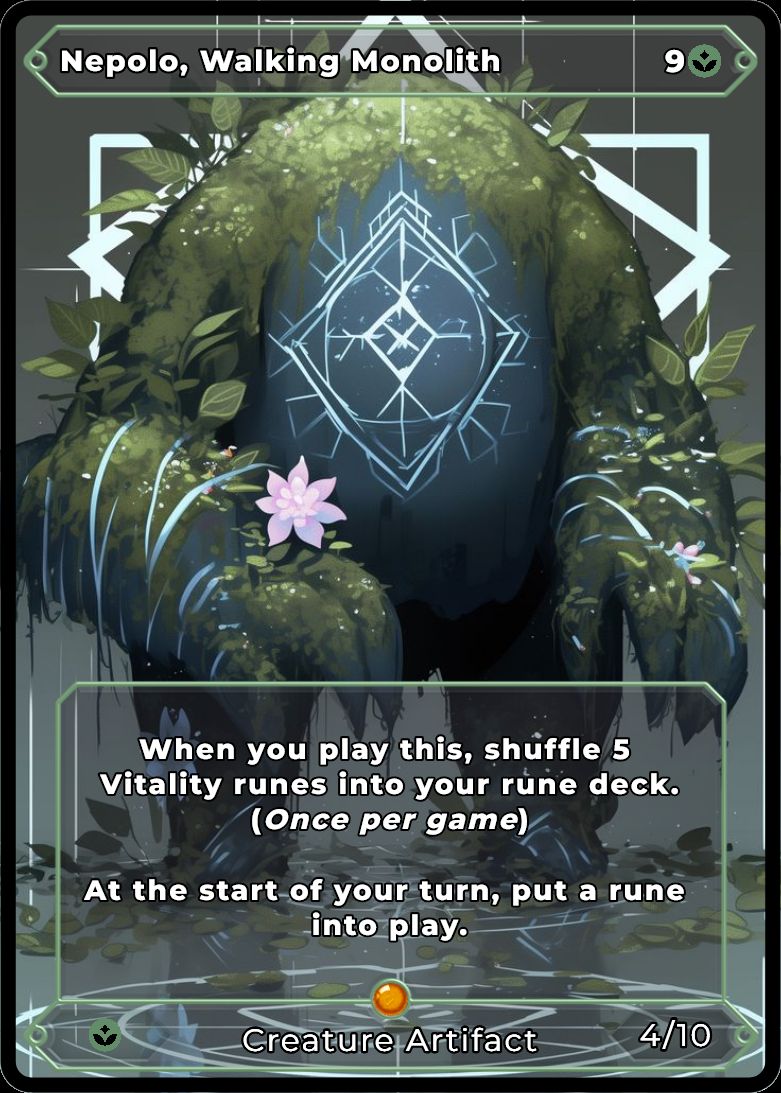 Nepolo, Walking Monolith 9
When you play this, shuffle 5
Vitality runes into your rune deck.
(Once per game)
At the start of your turn, put a rune
into play.
Creature Artifact 4/10